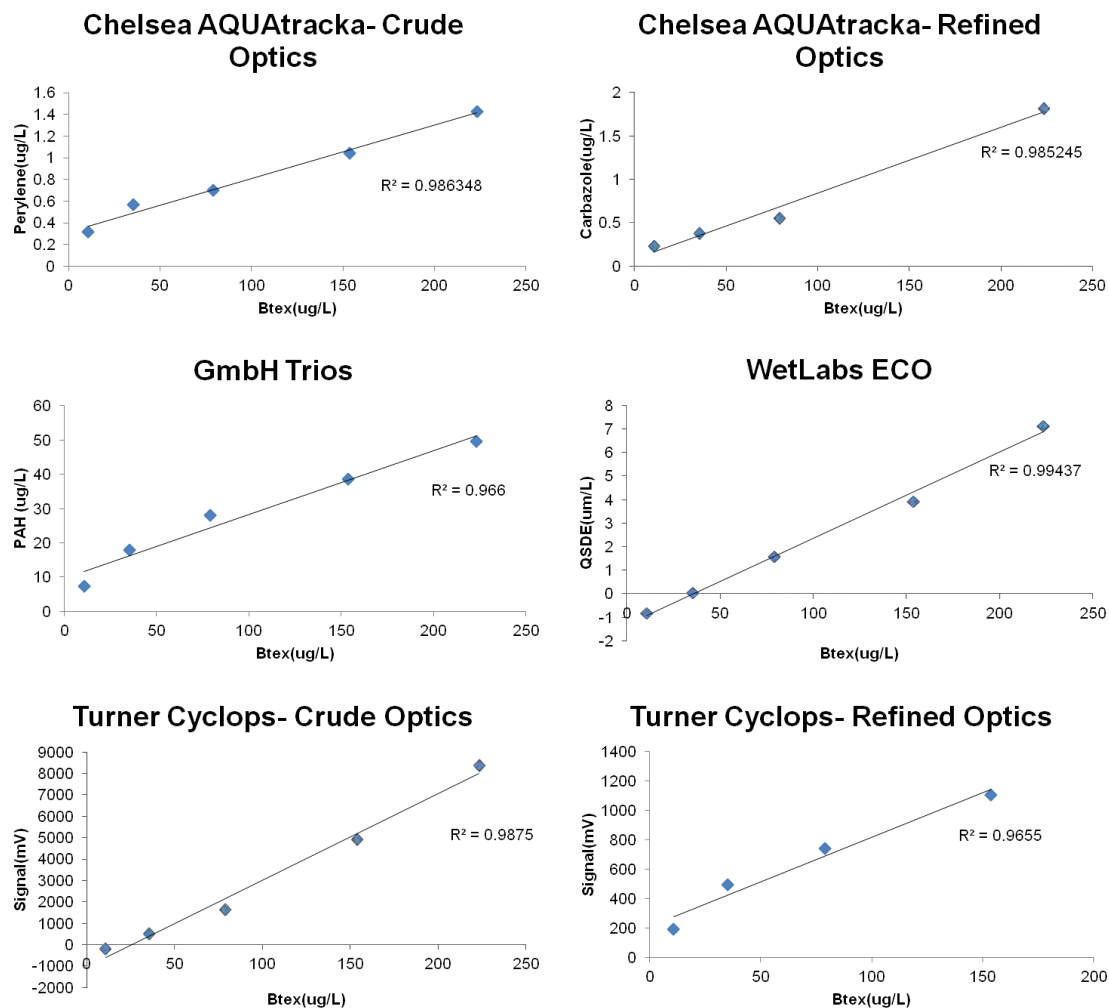 Chelsea AQUAtracka- Crude
Optics
Perylene(ug/L)
1.6
1.4
1.2
1
0.8
0.6
0.4
0.2
0
R² = 0.986348
0 50 100 150 200 250
Btex(ug/L)
Chelsea AQUAtracka- Refined
Optics
Carbazole(ug/L)
2
1.5
1
0.5
0
R² = 0.985245
0 50 100 150 200 250
Btex(ug/L)
GmbH Trios
PAH (ug/L)
60
50
40
30
20
10
0
R² = 0.966
0 50 100 150 200 250
Btex(ug/L)
WetLabs ECO
QSDE(um/L)
8
7
6
5
4
3
2
1
0
-1
-2
R² = 0.99437
0 50 100 150 200 250
Btex(ug/L)
Turner Cyclops- Crude Optics
Signal(mV)
9000
8000
7000
6000
5000
4000
3000
2000
1000
0
-1000
-2000
R² = 0.9875
0 50 100 150 200 250
Btex(ug/L)
Turner Cyclops- Refined Optics
Signal(mV)
1400
1200
1000
800
600
400
200
0
R² = 0.9655
0 50 100 150 200
Btex(ug/L)